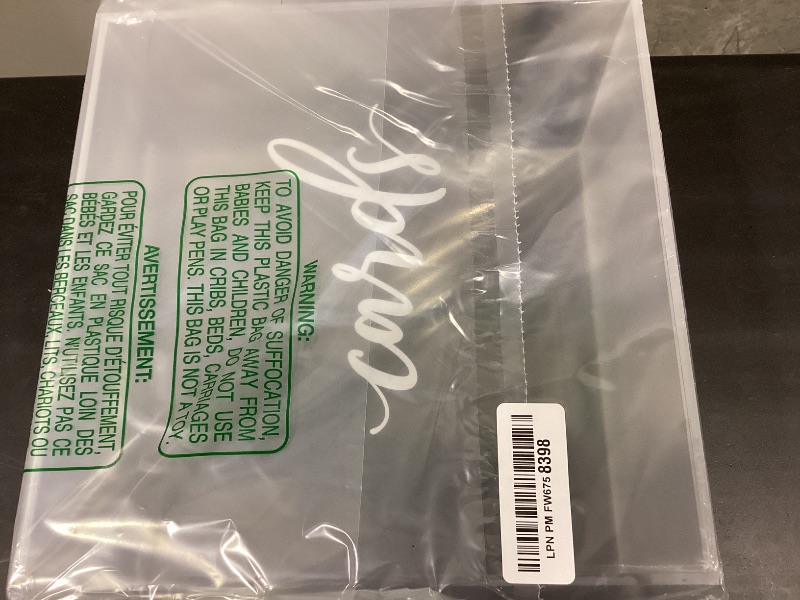 cards
WARNING:
TO AVOID DANGER OF SUFFOCATION,
KEEP THIS PLASTIC BAG AWAY FROM
BABIES AND CHILDREN, DO NOT USE
THIS BAG IN CRIBS, BEDS, CARRIAGES
OR PLAY PENS. THIS BAG IS NOT A TOY.
AVERTISSEMENT:
POUR ÉVITER TOUT RISQUE D'ÉTOUFFEMENT,
GARDEZ CE SAC EN PLASTIQUE LOIN DES
BEBES ET LES ENFANTS. N'UTILISEZ PAS CE
SAC DANS LES BERCEAUX, LITS, CHARIOTS OU
LPN PM FW675 8398